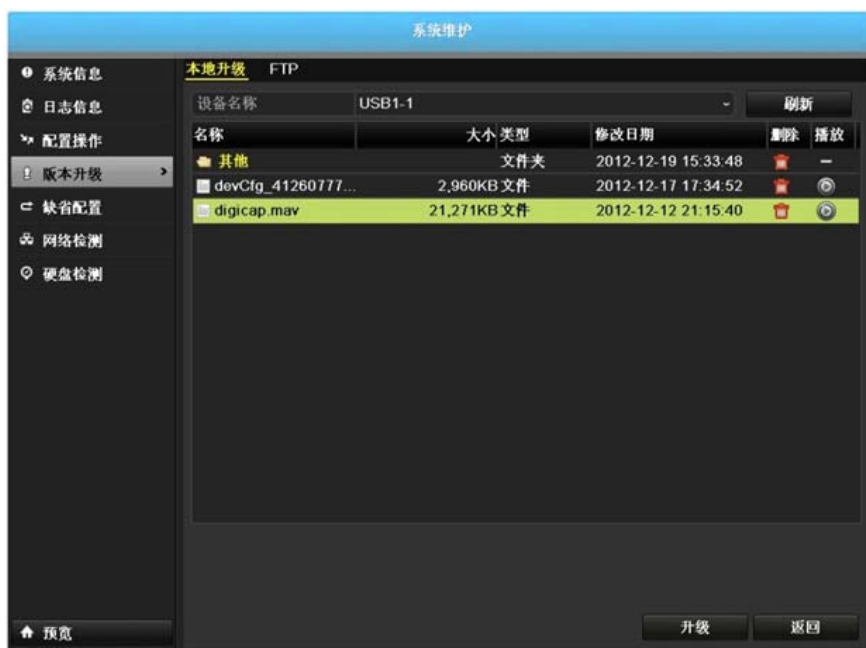 系统维护
系统信息
日志信息
配置操作
版本升级
缺省配置
网络检测
硬盘检测
预览
本地升级 FTP
设备名称 USB1-1 刷新
名称 大小 类型 修改日期 删除 播放
其他 文件夹 2012-12-19 15:33:48 –
devCfg_41260777... 2,960KB 文件 2012-12-17 17:34:52
digicap.mav 21,271KB 文件 2012-12-12 21:15:40
升级 返回